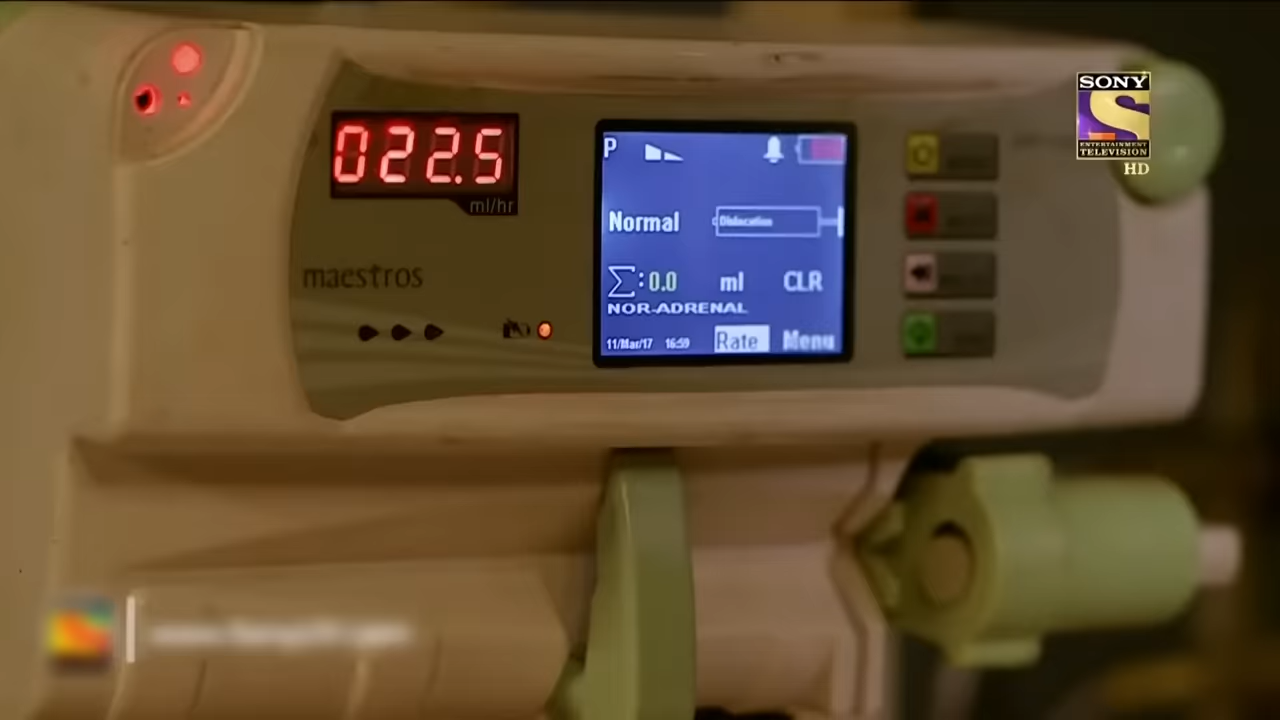 SONY
ENTERTAINMENT
TELEVISION
HD
022.5
ml/hr
maestros
P
Normal
Dislocation
Σ:0.0 ml CLR
NOR-ADRENAL
11/Mar/17 16:59 Rate Menu